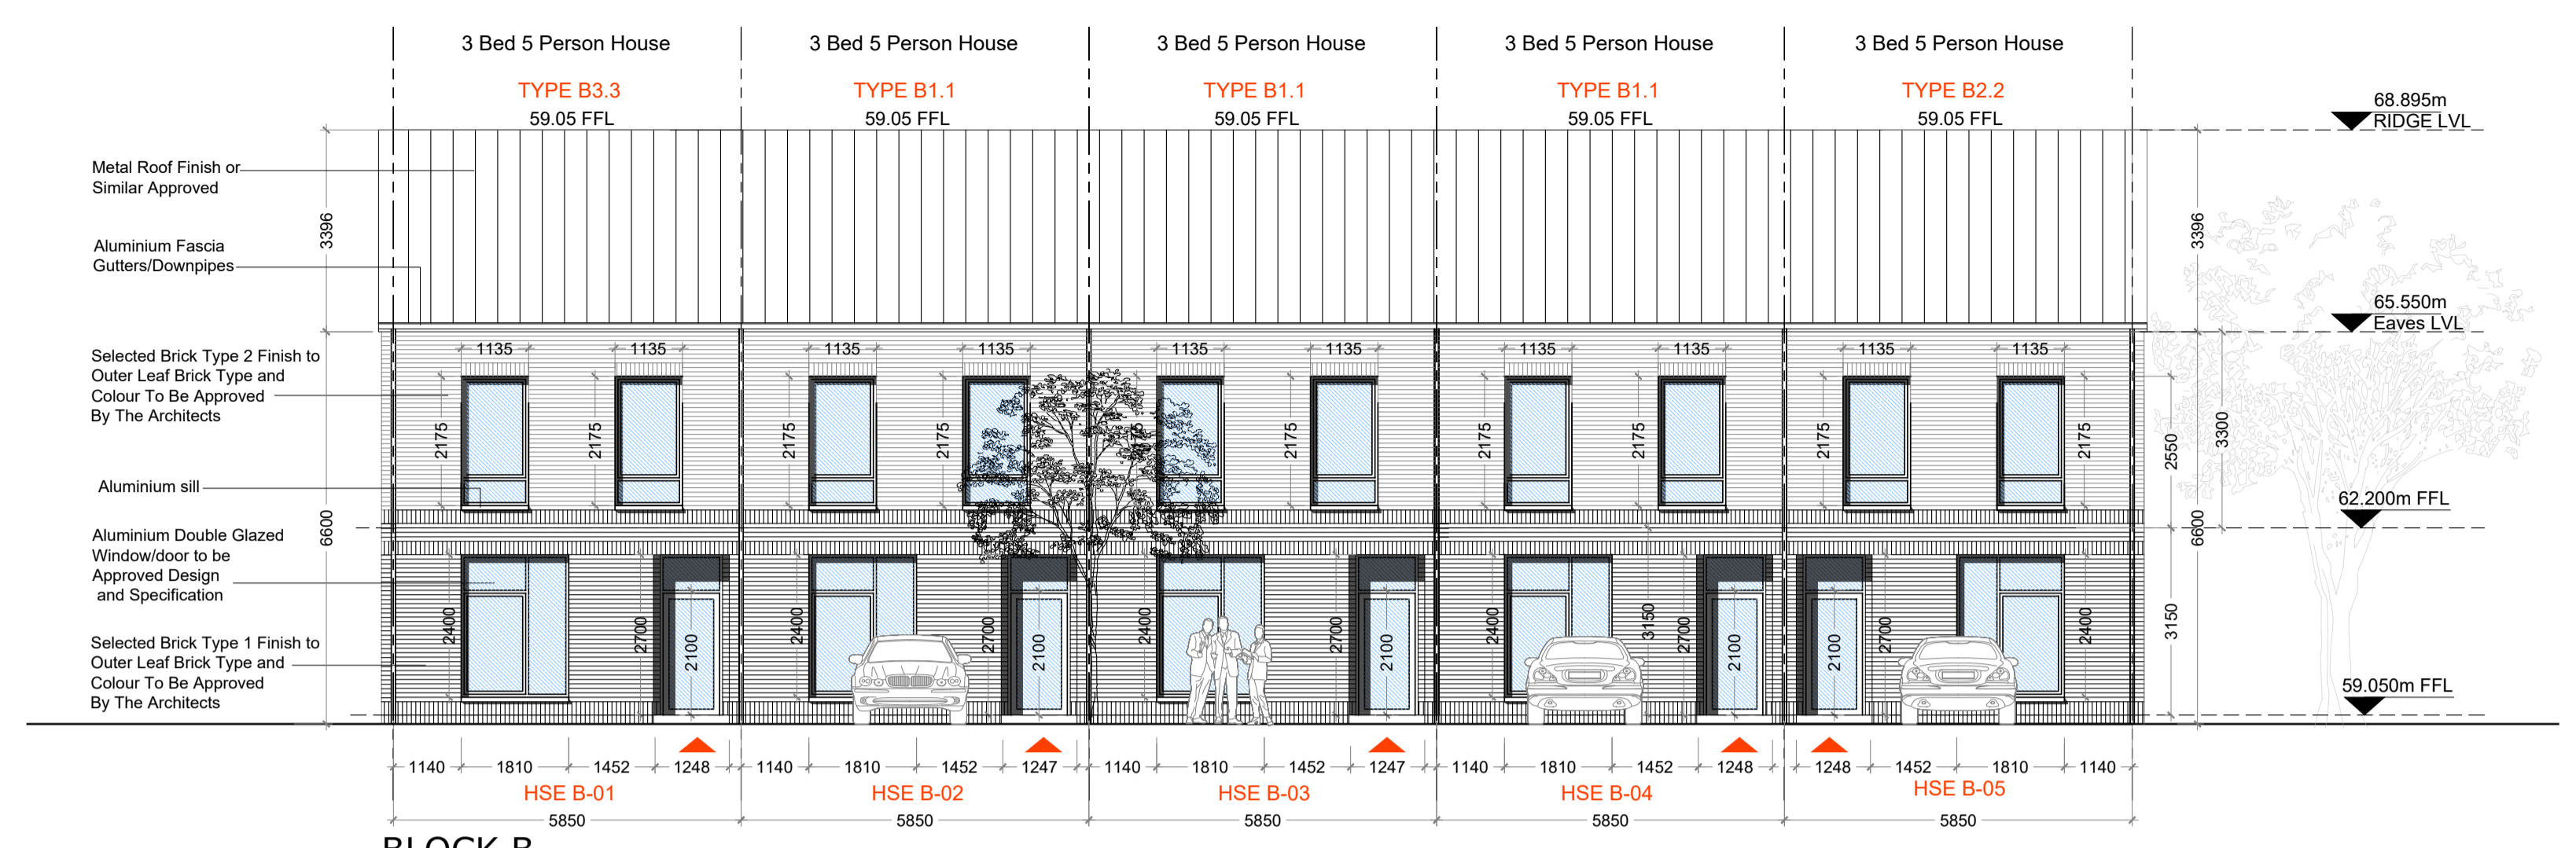 3 Bed 5 Person House 3 Bed 5 Person House 3 Bed 5 Person House 3 Bed 5 Person House 3 Bed 5 Person House
TYPE B3.3 TYPE B1.1 TYPE B1.1 TYPE B1.1 TYPE B2.2
59.05 FFL 59.05 FFL 59.05 FFL 59.05 FFL 59.05 FFL
68.895m
RIDGE LVL
Metal Roof Finish or
Similar Approved
3396 3396
Aluminium Fascia
Gutters/Downpipes
65.550m
Eaves LVL
1135 1135 1135 1135 1135 1135 1135 1135 1135 1135
Selected Brick Type 2 Finish to
Outer Leaf Brick Type and
Colour To Be Approved
By The Architects
2175 2175 2175 2175 2175 2175 2175 2175 2175 2550 3300
Aluminium sill
62.200m FFL
6600 6600
Aluminium Double Glazed
Window/door to be
Approved Design
and Specification
2400 2700 2100 2400 2700 2100 2400 2700 2100 2400 3150 2700 2100 2100 2700 2400 3150
Selected Brick Type 1 Finish to
Outer Leaf Brick Type and
Colour To Be Approved
By The Architects
59.050m FFL
1140 1810 1452 1248 1140 1810 1452 1247 1140 1810 1452 1247 1140 1810 1452 1248 1248 1452 1810 1140
HSE B-01 HSE B-02 HSE B-03 HSE B-04 HSE B-05
5850 5850 5850 5850 5850
BLOCK B